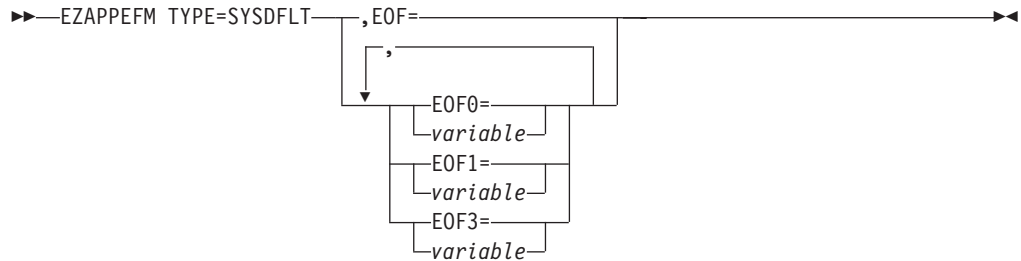 EZAPPEFM TYPE=SYSDFLT ,EOF=
,
EOF0=
variable
EOF1=
variable
EOF3=
variable